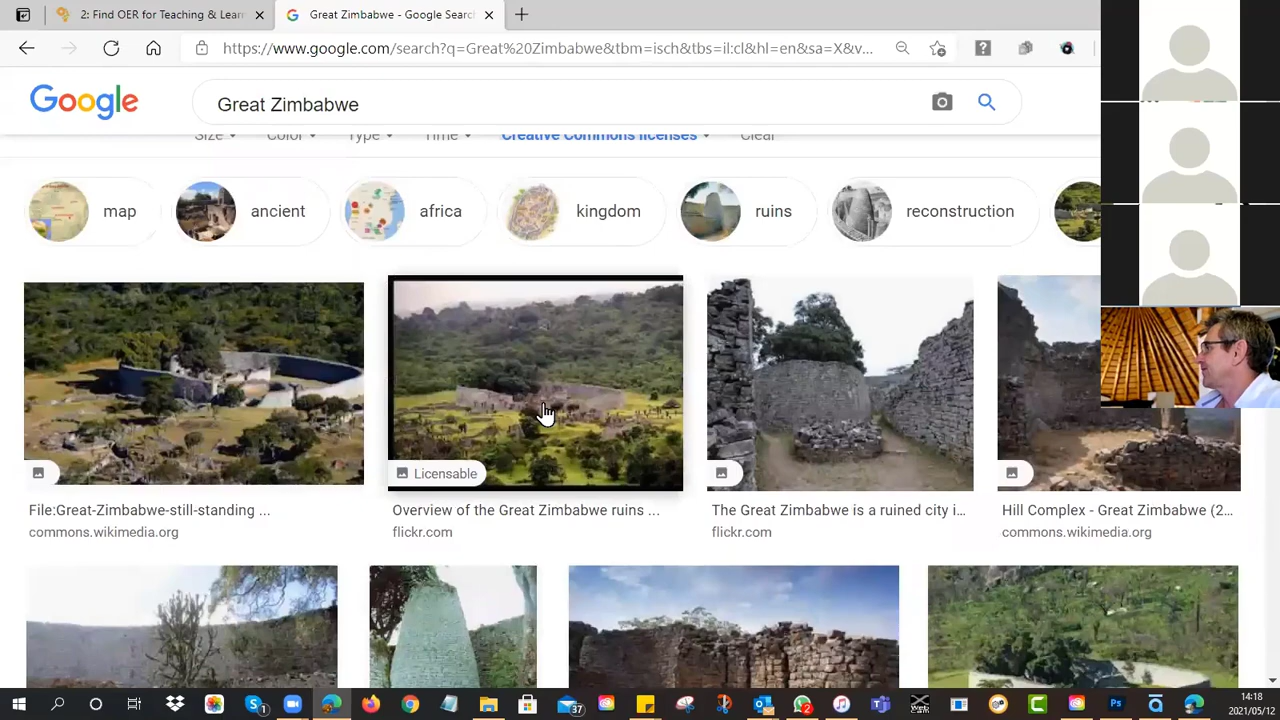 2: Find OER for Teaching & Lear
Great Zimbabwe - Google Searc
https://www.google.com/search?q=Great%20Zimbabwe&tbm=isch&tbs=il:cl&hl=en&sa=X&v...
Google
Great Zimbabwe
Size Color Type Time Creative Commons licenses Clear
map
ancient
africa
kingdom
ruins
reconstruction
Licensable
File:Great-Zimbabwe-still-standing ...
commons.wikimedia.org
Overview of the Great Zimbabwe ruins ...
flickr.com
The Great Zimbabwe is a ruined city i...
flickr.com
Hill Complex - Great Zimbabwe (2...
commons.wikimedia.org
1
37
2
14:18
2021/05/12